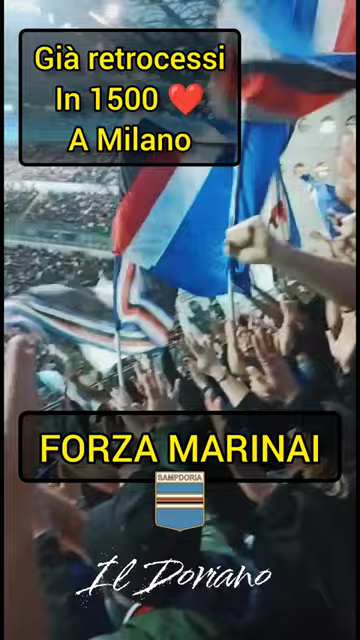 Già retrocessi
In 1500 ❤️
A Milano
FORZA MARINAI
SAMPDORIA
Il Doriano